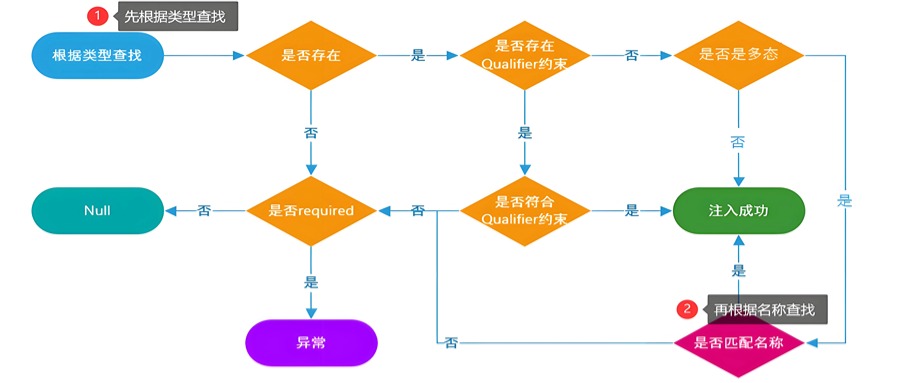 1 先根据类型查找
根据类型查找
是否存在
是
是否存在
Qualifier约束
否
是否是多态
否
是
否
是
Null
否
是否required
否
是否符合
Qualifier约束
是
注入成功
是
是
2 再根据名称查找
异常
否
是否匹配名称